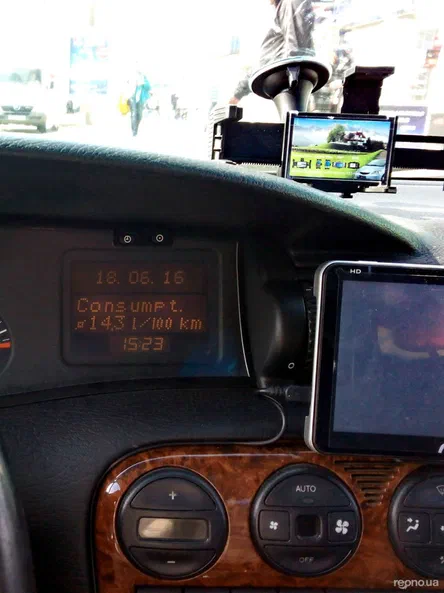 HD
18. 06. 16
Consumpt.
ø14,3 l/100 km
15:23
+
AUTO
−
OFF
repno.ua